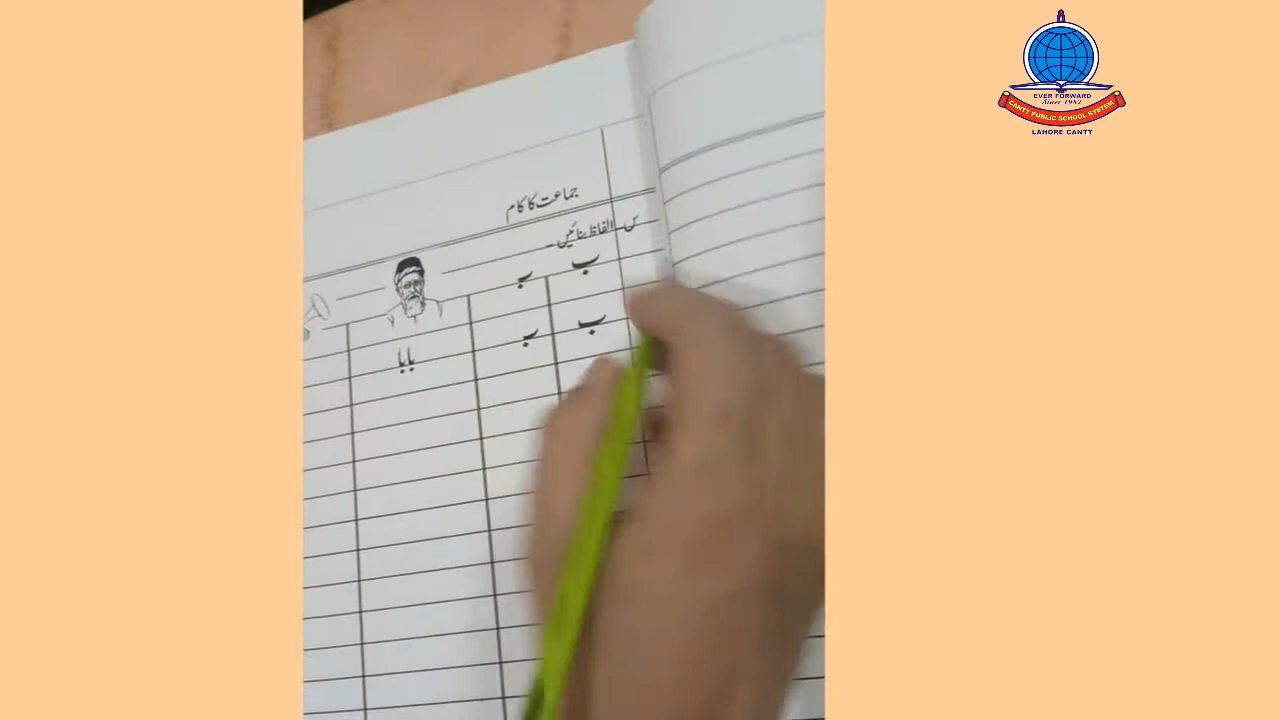 جماعت کا کام
س الفاظ بنائیں۔
ب ب
ب ب بابا
EVER FORWARD
Since 1982
CANTT PUBLIC SCHOOL SYSTEM
LAHORE CANTT